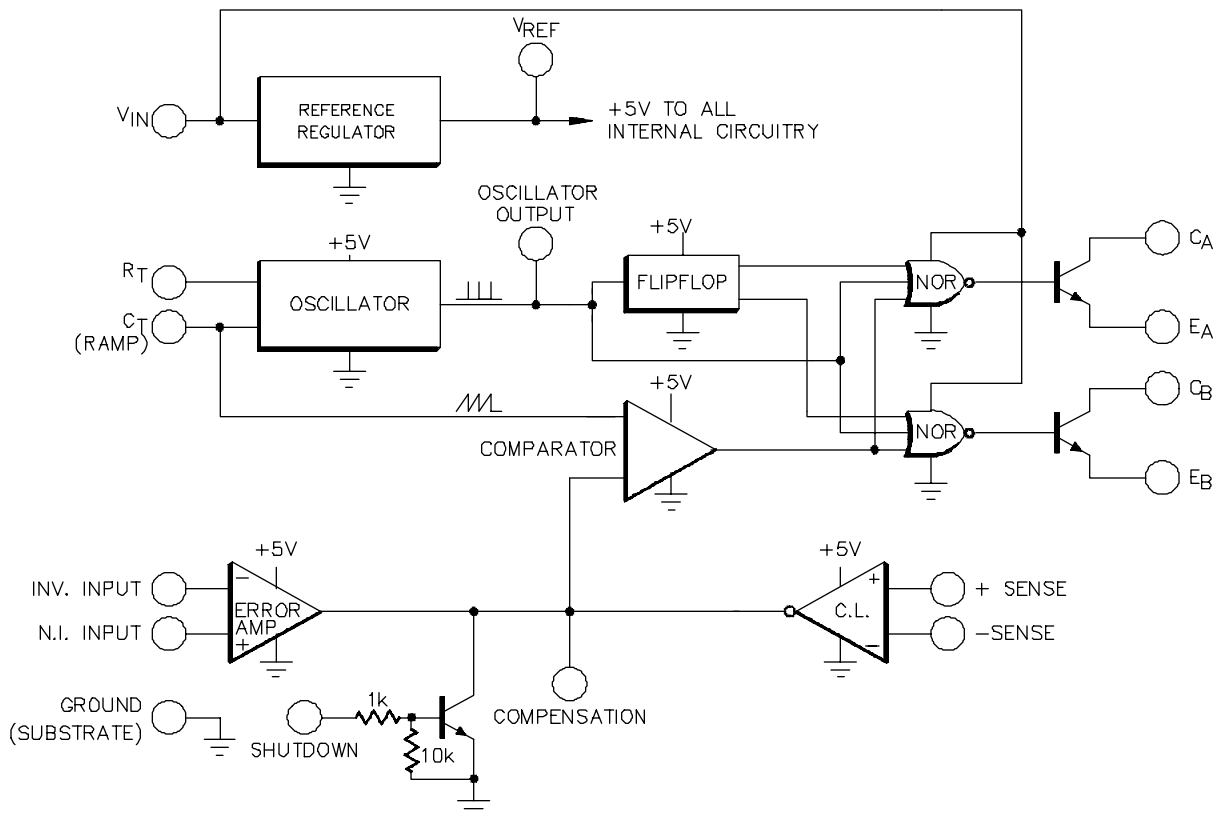 VREF
VIN
REFERENCE
REGULATOR
+5V TO ALL
INTERNAL CIRCUITRY
OSCILLATOR
OUTPUT
+5V
+5V
RT
CT
(RAMP)
OSCILLATOR
FLIPFLOP
NOR
CA
EA
+5V
COMPARATOR
NOR
CB
EB
+5V
+5V
INV. INPUT
N.I. INPUT
−
ERROR
AMP
+
+
C.L.
−
+ SENSE
−SENSE
GROUND
(SUBSTRATE)
SHUTDOWN
1k
10k
COMPENSATION